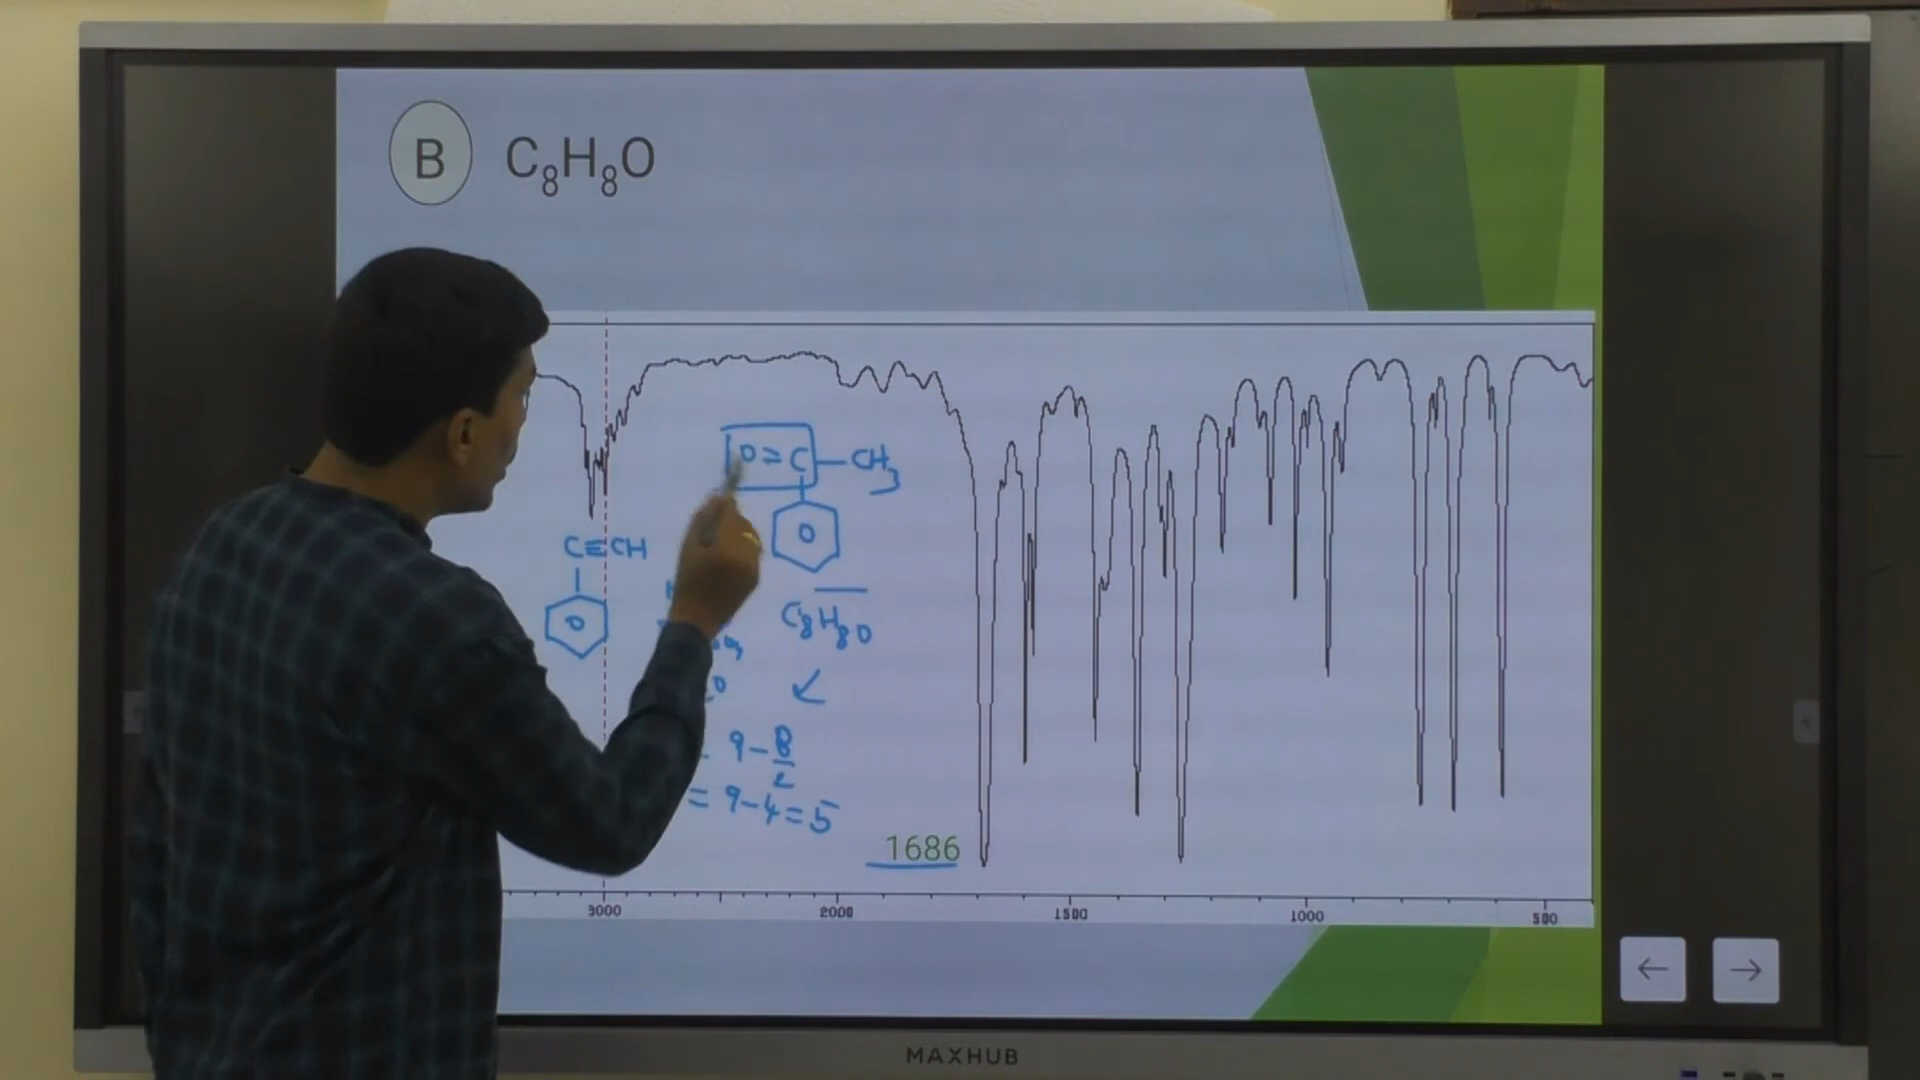 B C₈H₈O
O=C-CH₃
C≡CH
C₈H₈O
9-8/2
=9-4=5
1686
3000 2000 1500 1000 500
MAXHUB